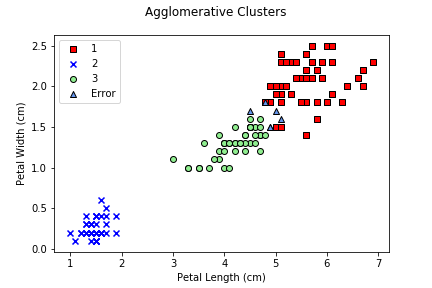 Agglomerative Clusters
2.5
2.0
1.5
1.0
0.5
0.0
Petal Width (cm)
1
2
3
Error
1 2 3 4 5 6 7
Petal Length (cm)